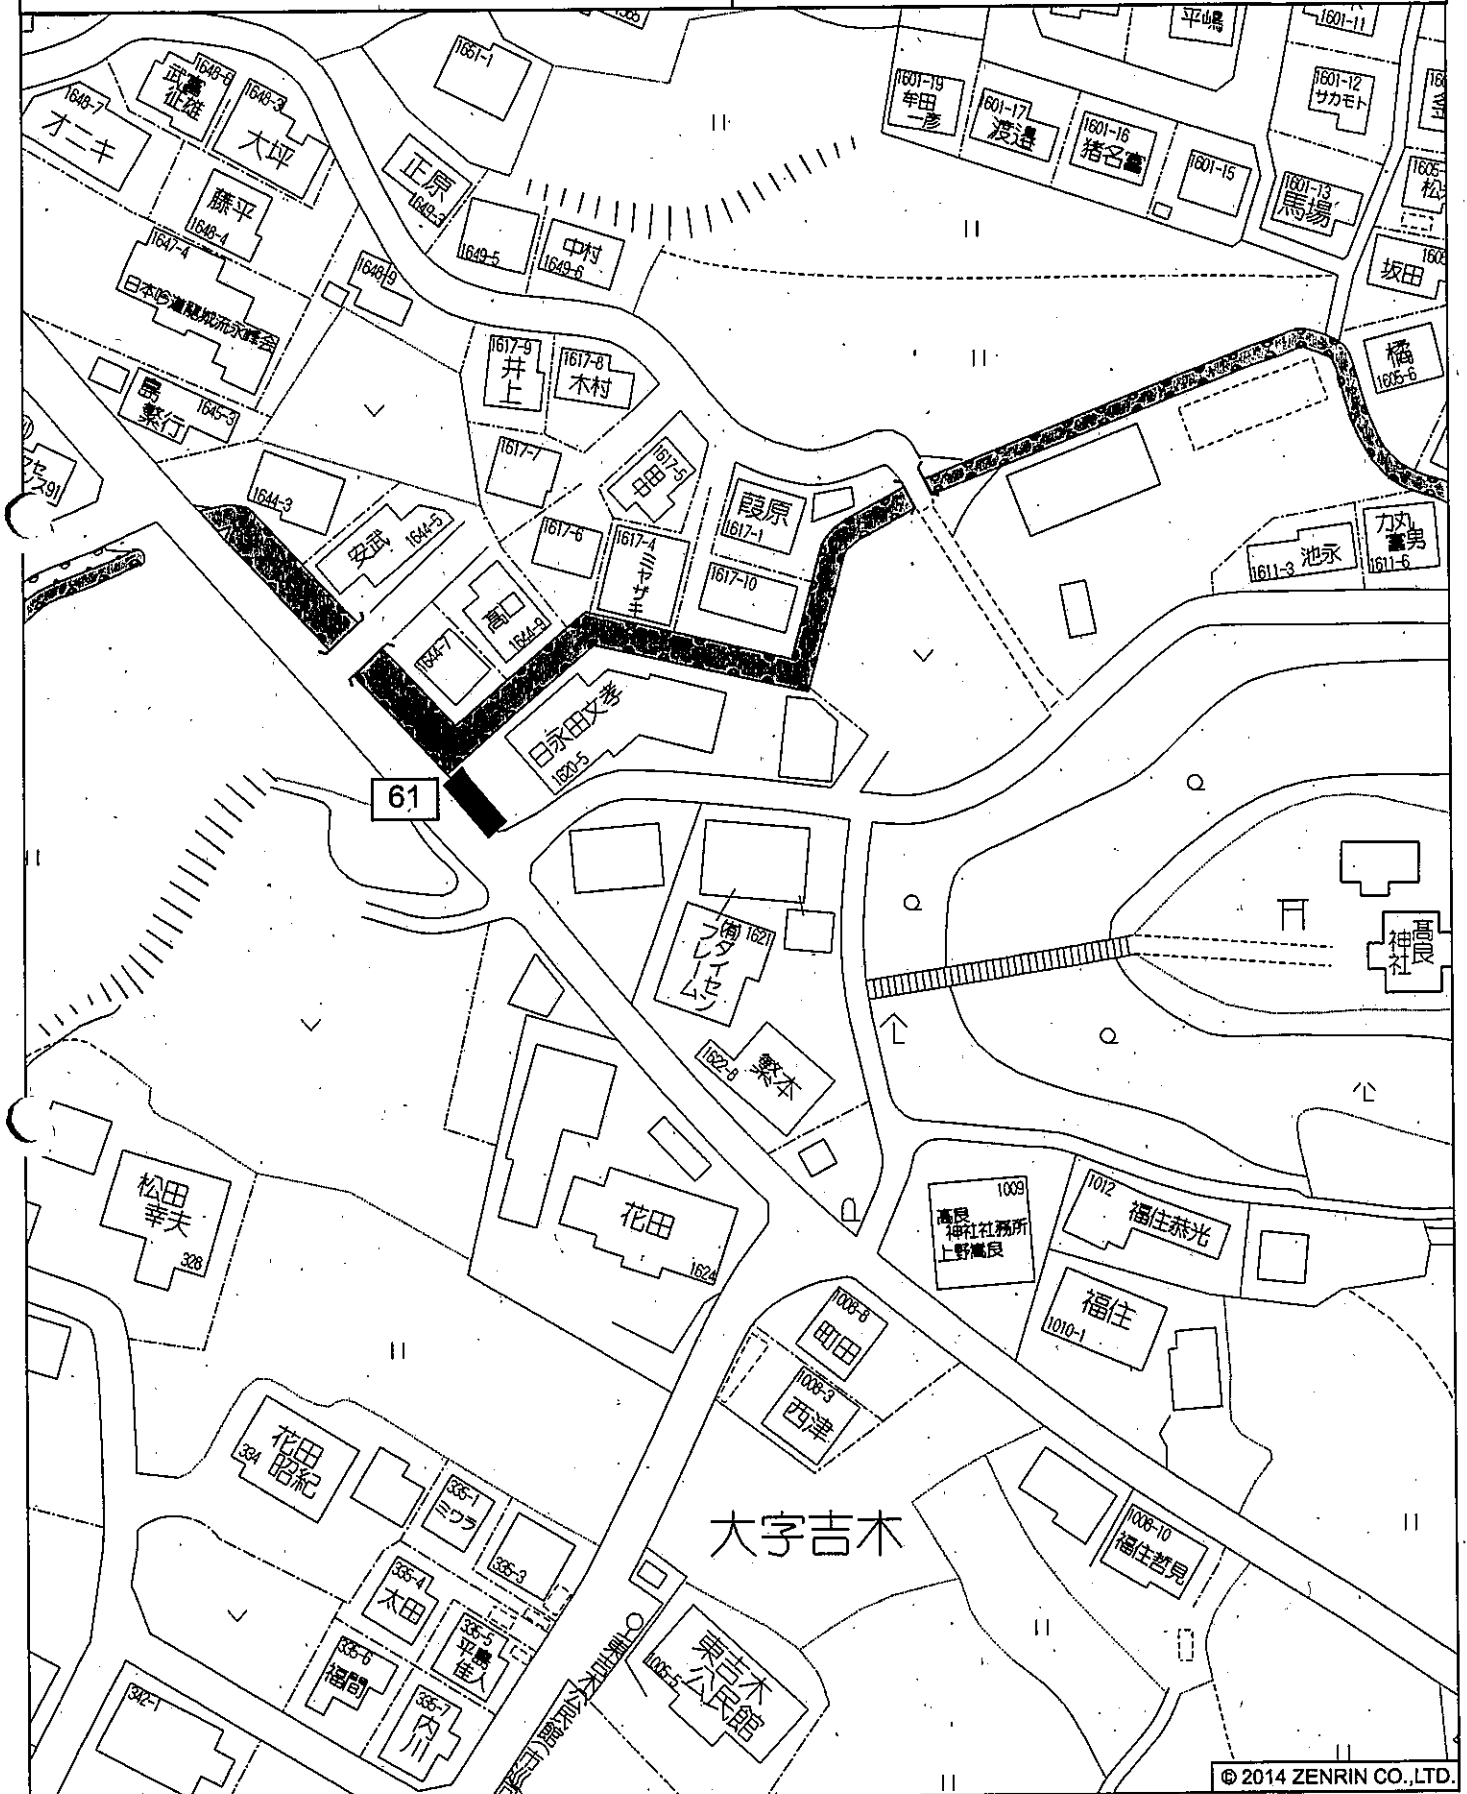 平嶋
1601-11
1651-1
1648-6
武富
征雄
1648-3
大坪
1648-7
オニキ
1601-19
牟田
一彦
1601-17
渡邉
1601-16
猪名富
1601-15
1601-12
サカモト
1601-13
馬場
坂田
正原
1649-3
藤平
1648-4
1649-5
中村
1649-6
1647-4
1648-9
1617-9
井上
1617-8
木村
橘
1605-6
島
繁行
1645-3
1617-7
1617-5
日田
1644-3
安武
1644-5
1617-6
1617-4
ミヤザキ
葭原
1617-1
1617-10
1611-3
池永
力丸
富男
1611-6
1644-7
高口
1644-9
日永田文孝
1620-5
61
(有)ダイセン
フレーム
1621
高良
神社
1622-8
繁本
松田
幸夫
328
花田
1624
1009
高良
神社社務所
上野高良
1012
福住恭光
福住
1010-1
1008-8
町田
1008-3
西津
花田
昭紀
334
335-1
ミウラ
335-3
大字吉木
1008-10
福住哲見
335-4
太田
335-5
平島
佳人
335-6
福間
335-7
内川
342-1
東吉木
公民館
1005-5
© 2014 ZENRIN CO.,LTD.